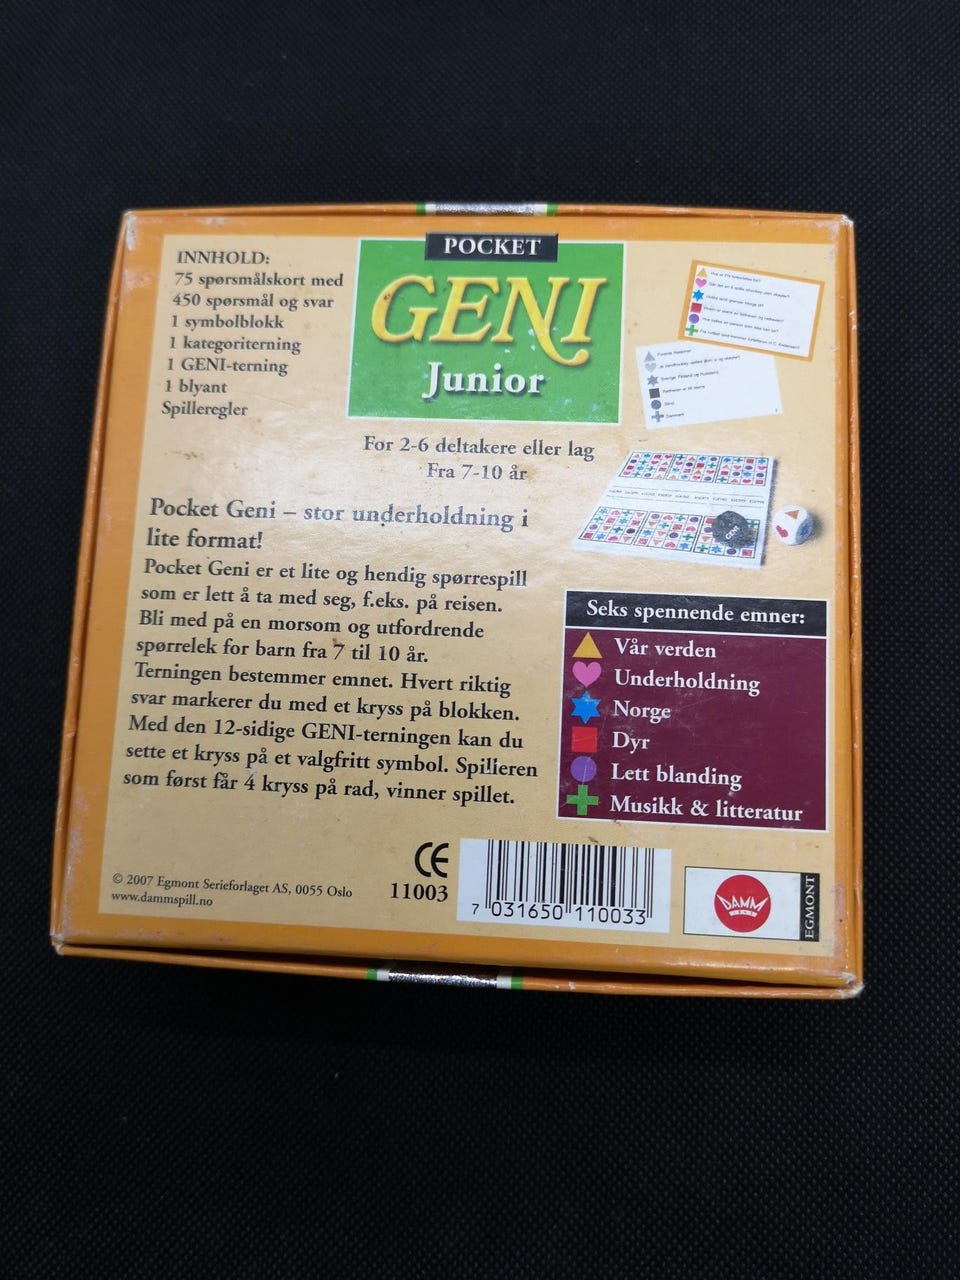 INNHOLD:
75 spørsmålskort med
450 spørsmål og svar
1 symbolblokk
1 kategoriterning
1 GENI-terning
1 blyant
Spilleregler
POCKET
GENI
Junior
For 2-6 deltakere eller lag
Fra 7-10 år
Pocket Geni – stor underholdning i
lite format!
Pocket Geni er et lite og hendig spørrespill
som er lett å ta med seg, f.eks. på reisen.
Bli med på en morsom og utfordrende
spørrelek for barn fra 7 til 10 år.
Terningen bestemmer emnet. Hvert riktig
svar markerer du med et kryss på blokken.
Med den 12-sidige GENI-terningen kan du
sette et kryss på et valgfritt symbol. Spilleren
som først får 4 kryss på rad, vinner spillet.
GENI
Seks spennende emner:
Vår verden
Underholdning
Norge
Dyr
Lett blanding
Musikk & litteratur
© 2007 Egmont Serieforlaget AS, 0055 Oslo
www.dammspill.no
CE
11003
7 031650 110033
DAMM
EGMONT